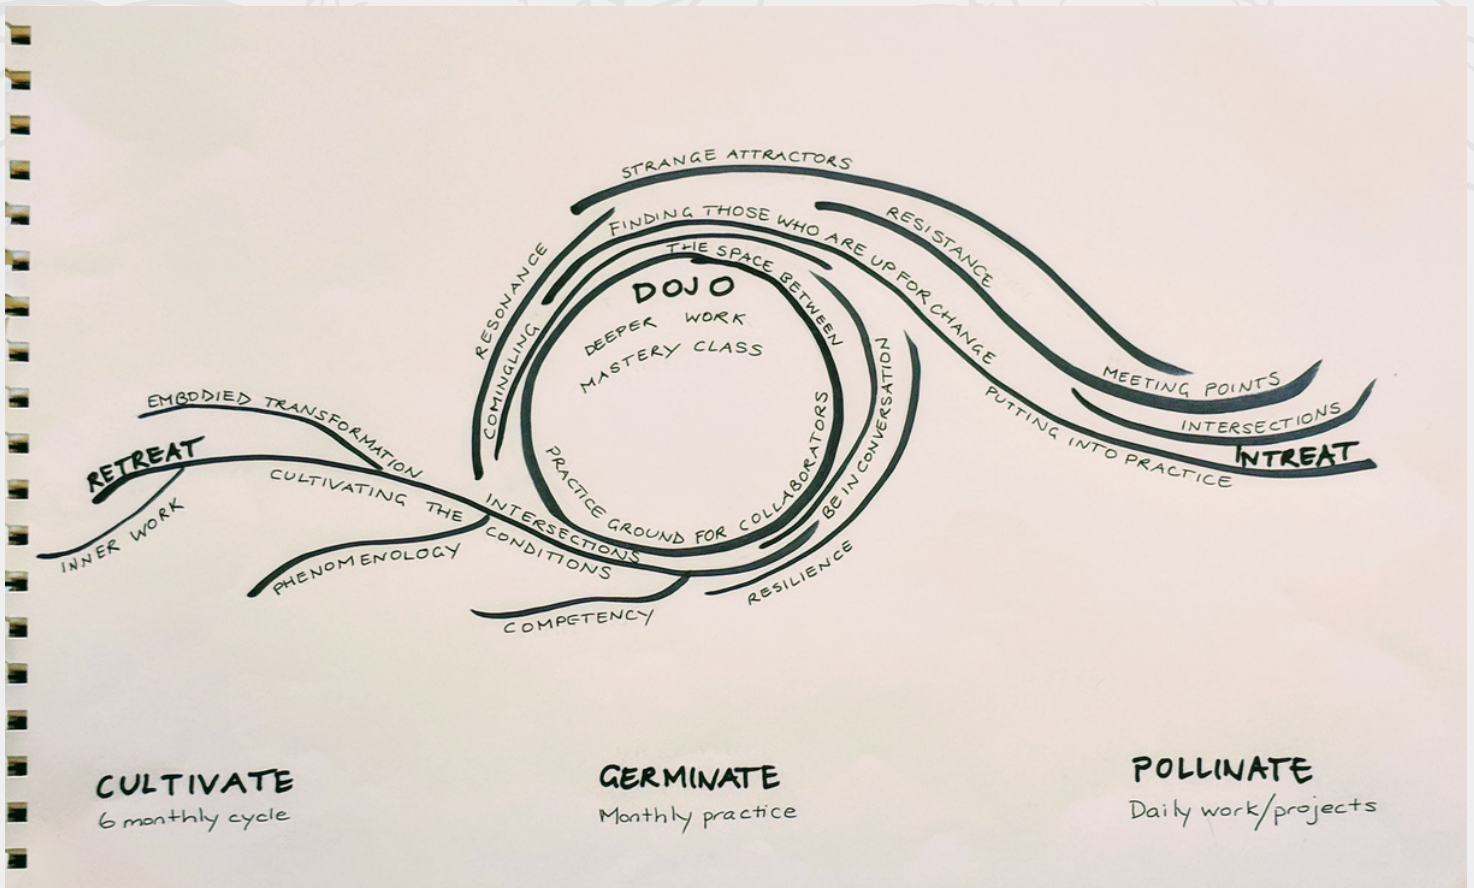 STRANGE ATTRACTORS
RESONANCE
FINDING THOSE WHO ARE UP FOR CHANGE
RESISTANCE
COMINGLING
THE SPACE BETWEEN
DOJO
DEEPER WORK
MASTERY CLASS
PRACTICE GROUND FOR COLLABORATORS
BE IN CONVERSATION
RESILIENCE
EMBODIED TRANSFORMATION
RETREAT
INNER WORK
CULTIVATING THE CONDITIONS
INTERSECTIONS
PHENOMENOLOGY
COMPETENCY
MEETING POINTS
INTERSECTIONS
INTREAT
PUTTING INTO PRACTICE
CULTIVATE
6 monthly cycle
GERMINATE
Monthly practice
POLLINATE
Daily work/projects